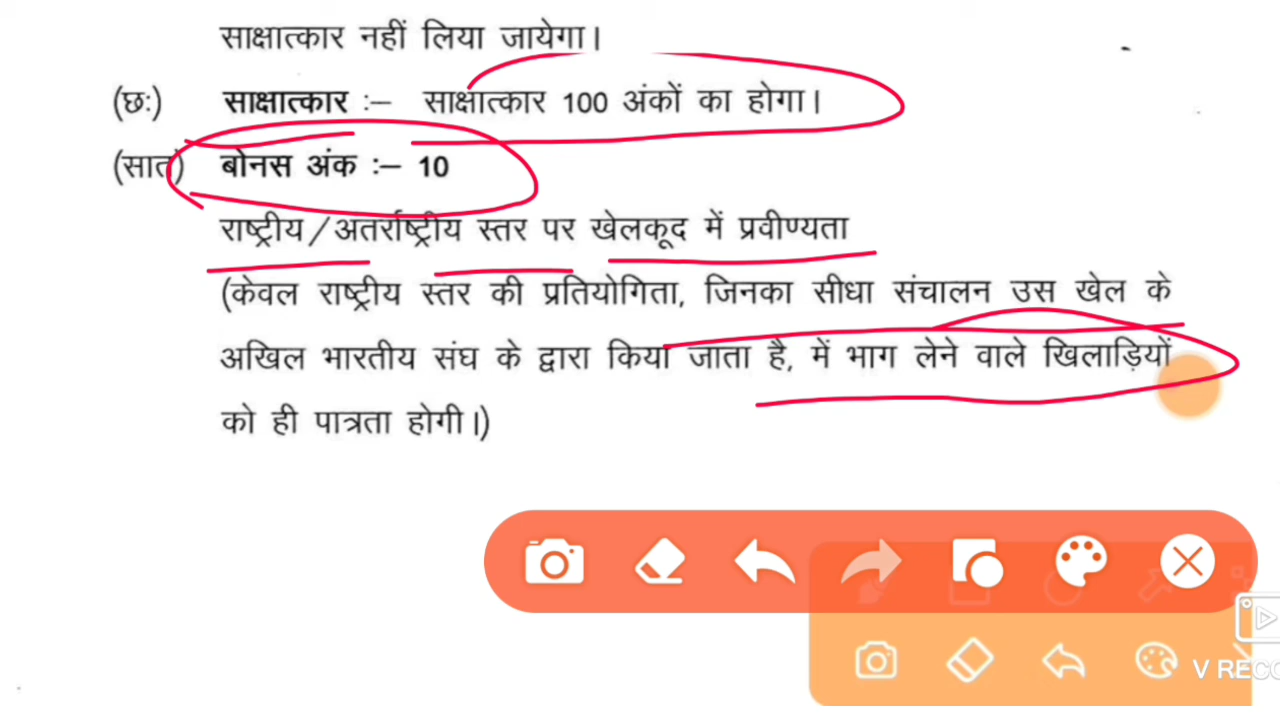 साक्षात्कार नहीं लिया जायेगा।
(छः) साक्षात्कार :– साक्षात्कार 100 अंकों का होगा।
(सात) बोनस अंक :– 10
राष्ट्रीय/अतर्राष्ट्रीय स्तर पर खेलकूद में प्रवीण्यता
(केवल राष्ट्रीय स्तर की प्रतियोगिता, जिनका सीधा संचालन उस खेल के
अखिल भारतीय संघ के द्वारा किया जाता है, में भाग लेने वाले खिलाड़ियों
को ही पात्रता होगी।)
V RECO